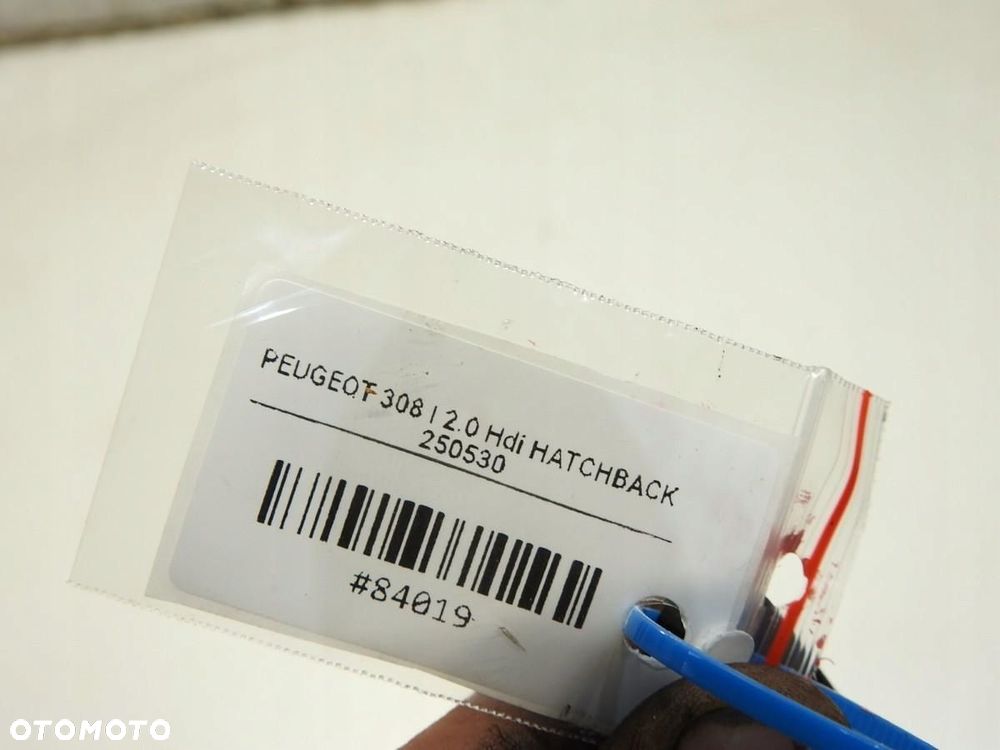 PEUGEOT 308 I 2.0 Hdi HATCHBACK
250530
#84019
OTOMOTO